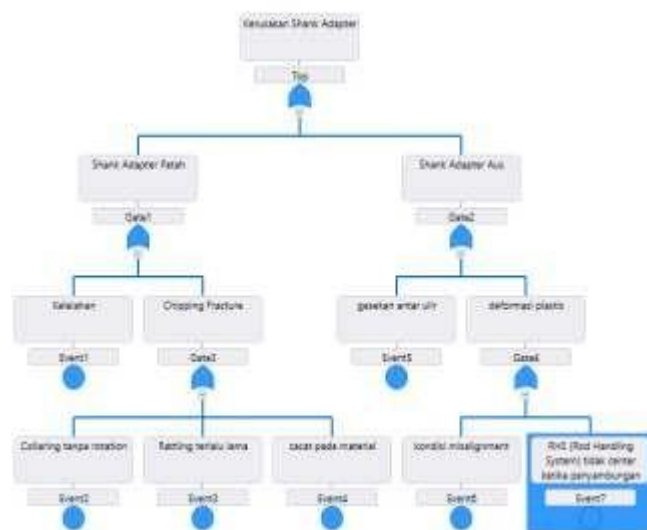 Kerusakan Shank Adapter
Top
Shank Adapter Patah
Shank Adapter Aus
Gate1
Gate2
Kelelahan
Chipping Fracture
gesekan antar ulir
deformasi plastis
Event1
Gate3
Event5
Collaring tanpa rotation
Rattling terlalu lama
cacat pada material
kondisi misalignment
RHS (Rod Handling
System) tidak center
ketika penyambungan
Event2
Event3
Event4
Event6
Event7